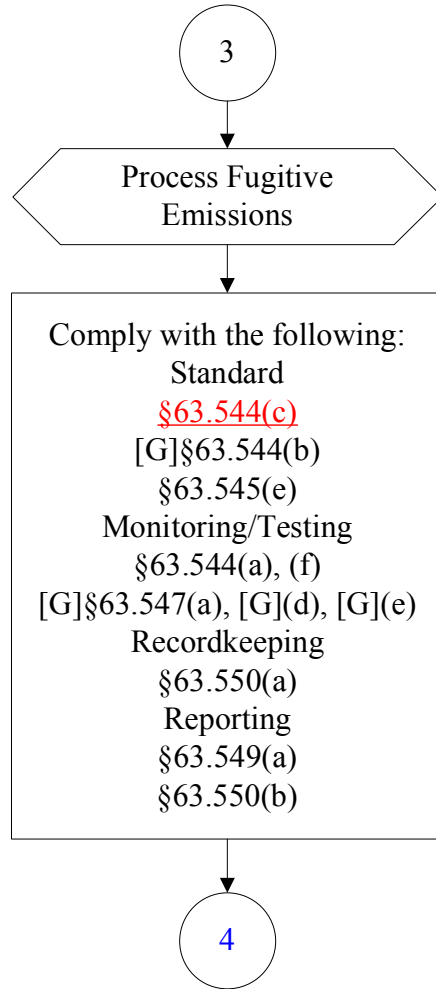 3
Process Fugitive
Emissions
Comply with the following:
Standard
§63.544(c)
[G]§63.544(b)
§63.545(e)
Monitoring/Testing
§63.544(a), (f)
[G]§63.547(a), [G](d), [G](e)
Recordkeeping
§63.550(a)
Reporting
§63.549(a)
§63.550(b)
4